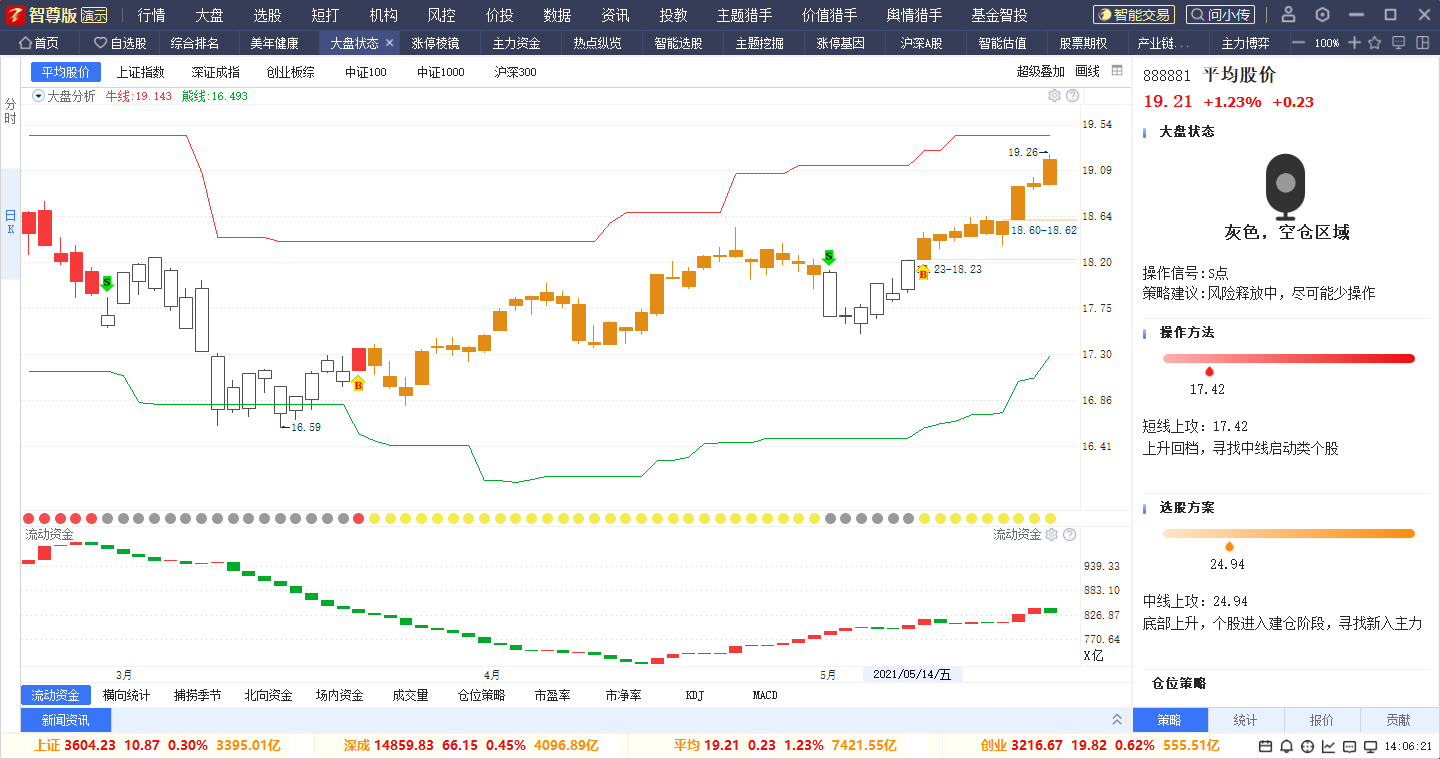 智尊版 演示 行情 大盘 选股 短打 机构 风控 价投 数据 资讯 投教 主题猎手 价值猎手 舆情猎手 基金智投 智能交易 问小传
首页 自选股 综合排名 美年健康 大盘状态 × 涨停棱镜 主力资金 热点纵览 智能选股 主题挖掘 涨停基因 沪深A股 智能估值 股票期权 产业链... 主力博弈 100%
平均股价 上证指数 深证成指 创业板综 中证100 中证1000 沪深300 超级叠加 画线
大盘分析 牛线:19.143 熊线:16.493
分时
日K
19.54
19.09
18.64
18.20
17.75
17.30
16.86
16.41
19.26
18.60-18.62
23-18.23
16.59
S
B
S
B
流动资金
流动资金
939.33
883.10
826.87
770.64
X亿
3月 4月 5月 2021/05/14/五
流动资金 横向统计 捕捞季节 北向资金 场内资金 成交量 仓位策略 市盈率 市净率 KDJ MACD
新闻资讯
888881 平均股价
19.21 +1.23% +0.23
大盘状态
灰色，空仓区域
操作信号:S点
策略建议:风险释放中，尽可能少操作
操作方法
17.42
短线上攻：17.42
上升回档，寻找中线启动类个股
选股方案
24.94
中线上攻：24.94
底部上升，个股进入建仓阶段，寻找新入主力
仓位策略
策略 统计 报价 贡献
上证 3604.23 10.87 0.30% 3395.01亿 深成 14859.83 66.15 0.45% 4096.89亿 平均 19.21 0.23 1.23% 7421.55亿 创业 3216.67 19.82 0.62% 555.51亿 14:06:21